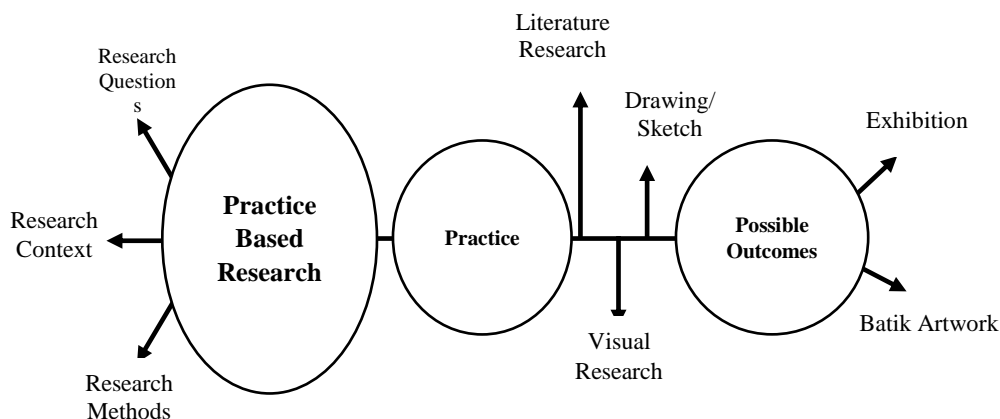 Research
Question
s
Research
Context
Research
Methods
Practice
Based
Research
Practice
Literature
Research
Drawing/
Sketch
Visual
Research
Possible
Outcomes
Exhibition
Batik Artwork